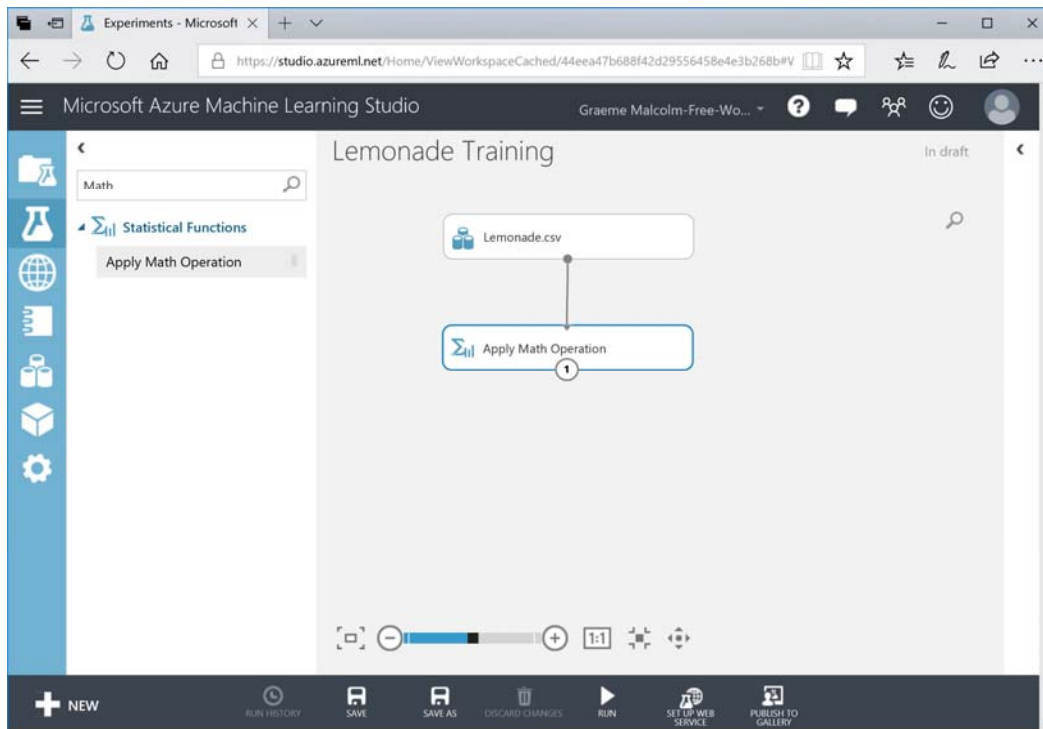 Experiments - Microsoft
https://studio.azureml.net/Home/ViewWorkspaceCached/44eea47b688f42d29556458e4e3b268b#V
Microsoft Azure Machine Learning Studio
Graeme Malcolm-Free-Wo...
?
Lemonade Training
In draft
Math
Statistical Functions
Apply Math Operation
Lemonade.csv
Apply Math Operation
1
1:1
NEW
RUN HISTORY
SAVE
SAVE AS
DISCARD CHANGES
RUN
SET UP WEB
SERVICE
PUBLISH TO
GALLERY